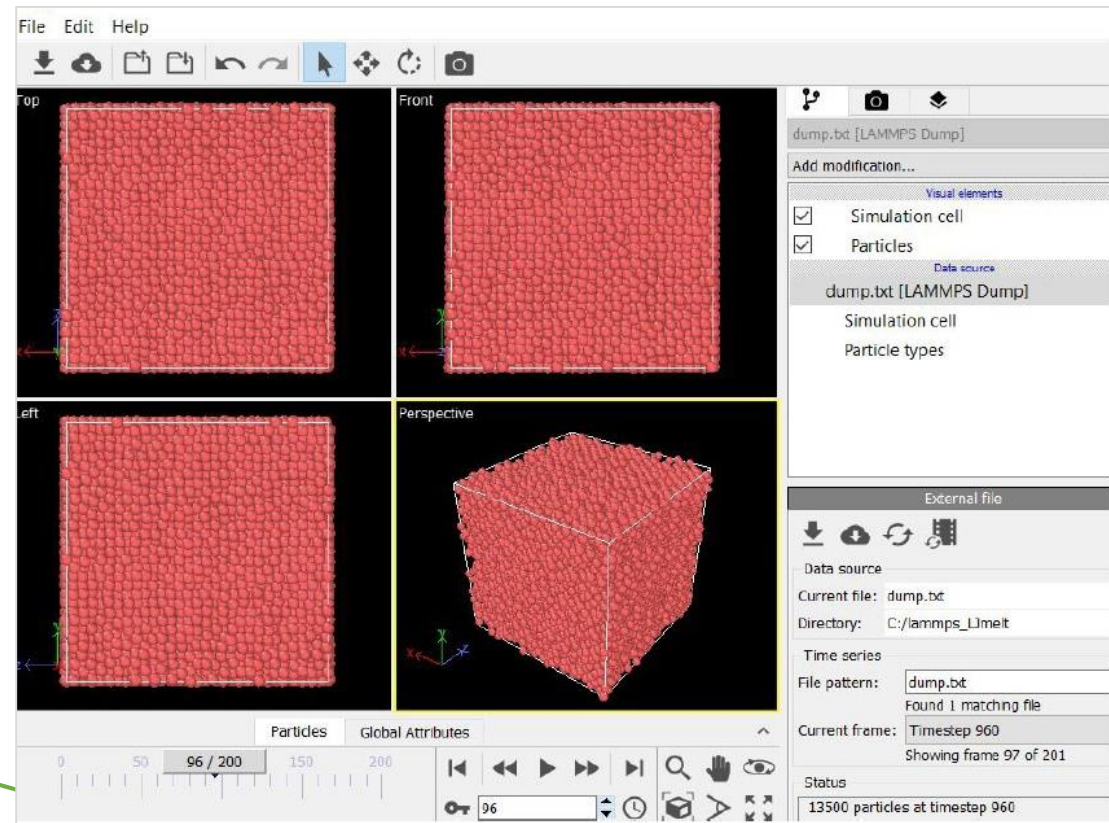 File Edit Help
Top
Front
Left
Perspective
dump.txt [LAMMPS Dump]
Add modification...
Visual elements
Simulation cell
Particles
Data source
dump.txt [LAMMPS Dump]
Simulation cell
Particle types
External file
Data source
Current file: dump.txt
Directory: C:/lammps_LJmelt
Time series
File pattern: dump.txt
Found 1 matching file
Current frame: Timestep 960
Showing frame 97 of 201
Status
13500 particles at timestep 960
Particles Global Attributes
0 50 96 / 200 150 200
96